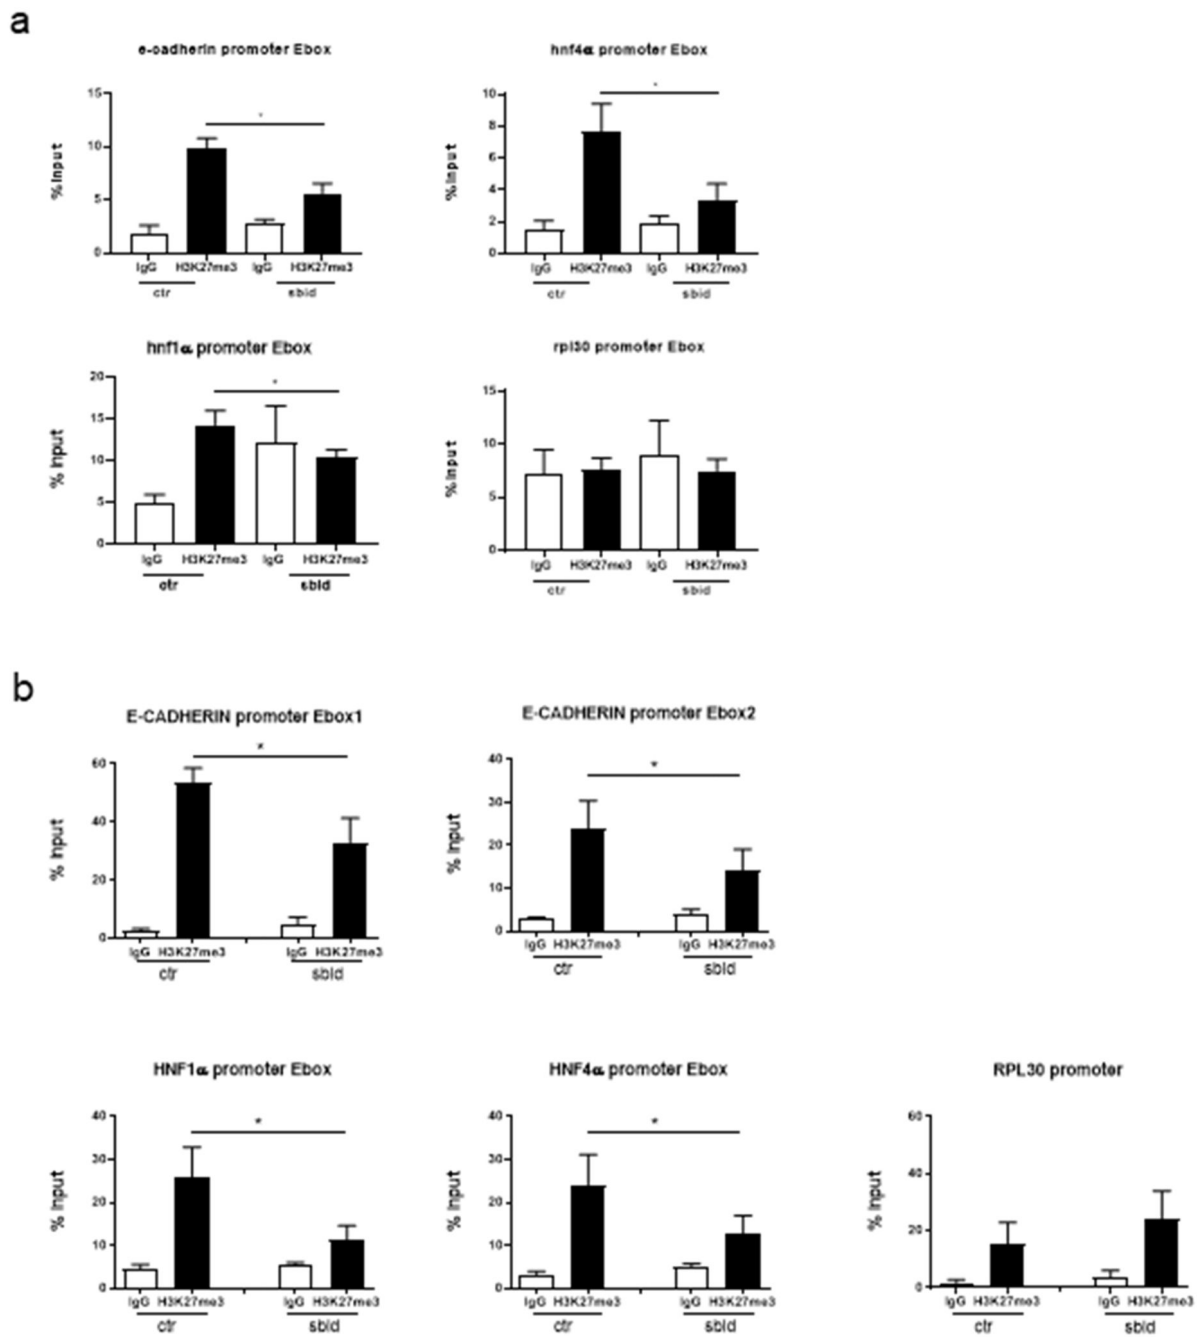 a
e-cadherin promoter Ebox
hnf4α promoter Ebox
15
10
5
0
% Input
*
IgG H3K27me3 IgG H3K27me3
ctr sbid
10
8
6
4
2
0
% Input
*
IgG H3K27me3 IgG H3K27me3
ctr sbid
hnf1α promoter Ebox
rpl30 promoter Ebox
20
15
10
5
0
% Input
*
IgG H3K27me3 IgG H3K27me3
ctr sbid
15
10
5
0
% Input
IgG H3K27me3 IgG H3K27me3
ctr sbid
b
E-CADHERIN promoter Ebox1
E-CADHERIN promoter Ebox2
60
40
20
0
% Input
*
IgG H3K27me3 IgG H3K27me3
ctr sbid
40
30
20
10
0
% Input
*
IgG H3K27me3 IgG H3K27me3
ctr sbid
HNF1α promoter Ebox
HNF4α promoter Ebox
RPL30 promoter
40
30
20
10
0
% Input
*
IgG H3K27me3 IgG H3K27me3
ctr sbid
40
30
20
10
0
% Input
*
IgG H3K27me3 IgG H3K27me3
ctr sbid
60
40
20
0
% Input
IgG H3K27me3 IgG H3K27me3
ctr sbid